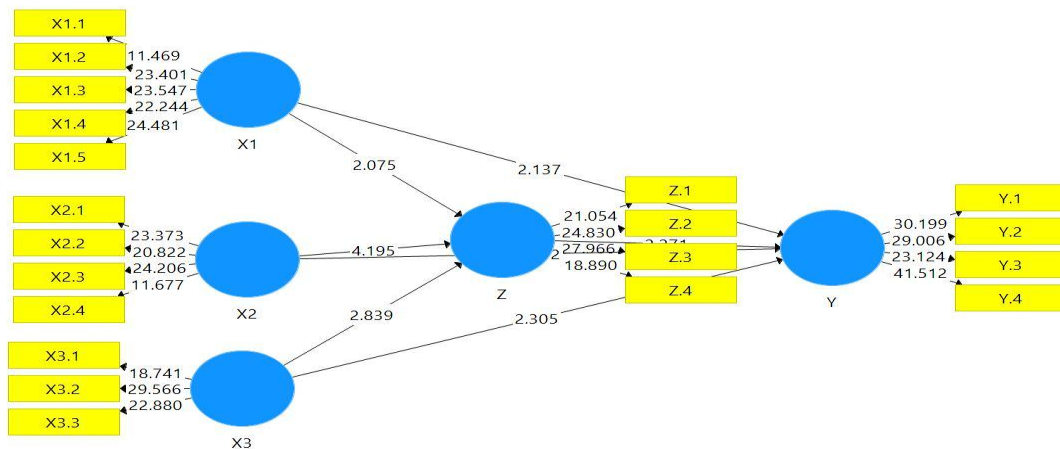 X1.1
X1.2
X1.3
X1.4
X1.5
11.469
23.401
23.547
22.244
24.481
X1
2.075
2.137
X2.1
X2.2
X2.3
X2.4
23.373
20.822
24.206
11.677
X2
4.195
X3.1
X3.2
X3.3
18.741
29.566
22.880
X3
2.839
2.305
Z
21.054
24.830
27.966
18.890
Z.1
Z.2
Z.3
Z.4
Y
30.199
29.006
23.124
41.512
Y.1
Y.2
Y.3
Y.4